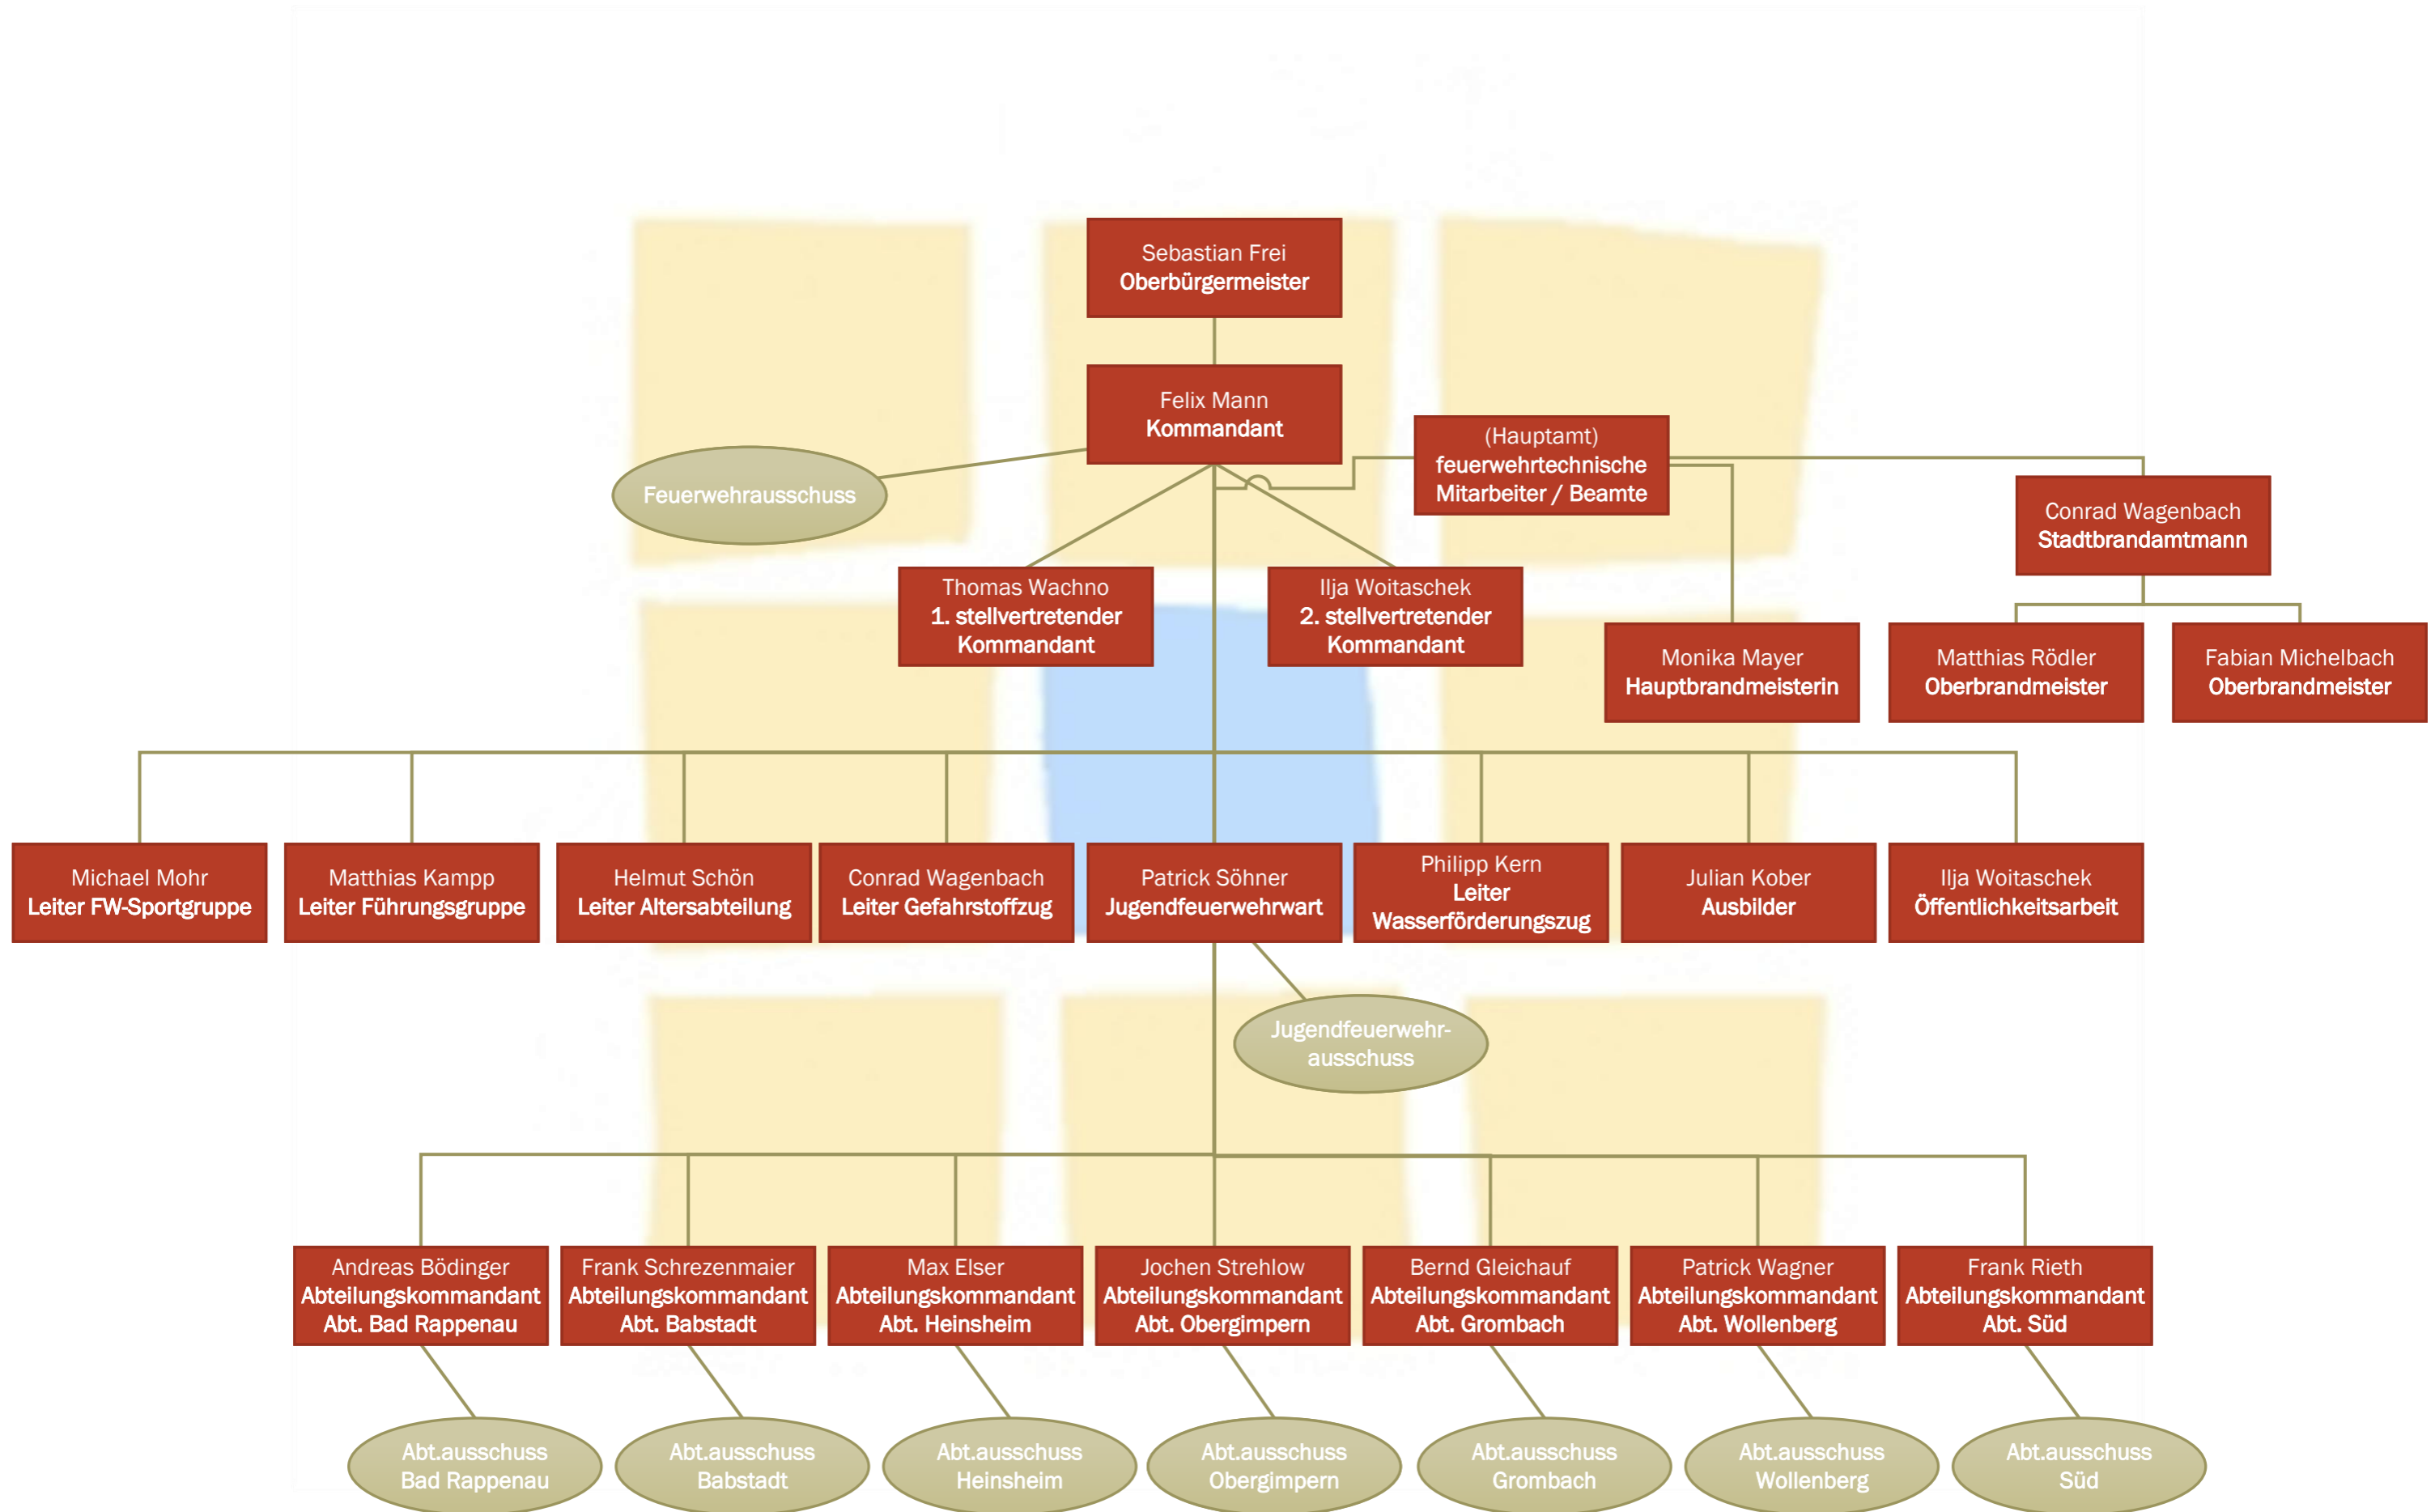 Sebastian Frei
Oberbürgermeister
Felix Mann
Kommandant
(Hauptamt)
feuerwehrtechnische
Mitarbeiter / Beamte
Feuerwehrausschuss
Conrad Wagenbach
Stadtbrandamtmann
Thomas Wachno
1. stellvertretender
Kommandant
Ilja Woitaschek
2. stellvertretender
Kommandant
Monika Mayer
Hauptbrandmeisterin
Matthias Rödler
Oberbrandmeister
Fabian Michelbach
Oberbrandmeister
Michael Mohr
Leiter FW-Sportgruppe
Matthias Kampp
Leiter Führungsgruppe
Helmut Schön
Leiter Altersabteilung
Conrad Wagenbach
Leiter Gefahrstoffzug
Patrick Söhner
Jugendfeuerwehrwart
Philipp Kern
Leiter
Wasserförderungszug
Julian Kober
Ausbilder
Ilja Woitaschek
Öffentlichkeitsarbeit
Jugendfeuerwehr-
ausschuss
Andreas Bödinger
Abteilungskommandant
Abt. Bad Rappenau
Frank Schrezenmaier
Abteilungskommandant
Abt. Babstadt
Max Elser
Abteilungskommandant
Abt. Heinsheim
Jochen Strehlow
Abteilungskommandant
Abt. Obergimpern
Bernd Gleichauf
Abteilungskommandant
Abt. Grombach
Patrick Wagner
Abteilungskommandant
Abt. Wollenberg
Frank Rieth
Abteilungskommandant
Abt. Süd
Abt.ausschuss
Bad Rappenau
Abt.ausschuss
Babstadt
Abt.ausschuss
Heinsheim
Abt.ausschuss
Obergimpern
Abt.ausschuss
Grombach
Abt.ausschuss
Wollenberg
Abt.ausschuss
Süd